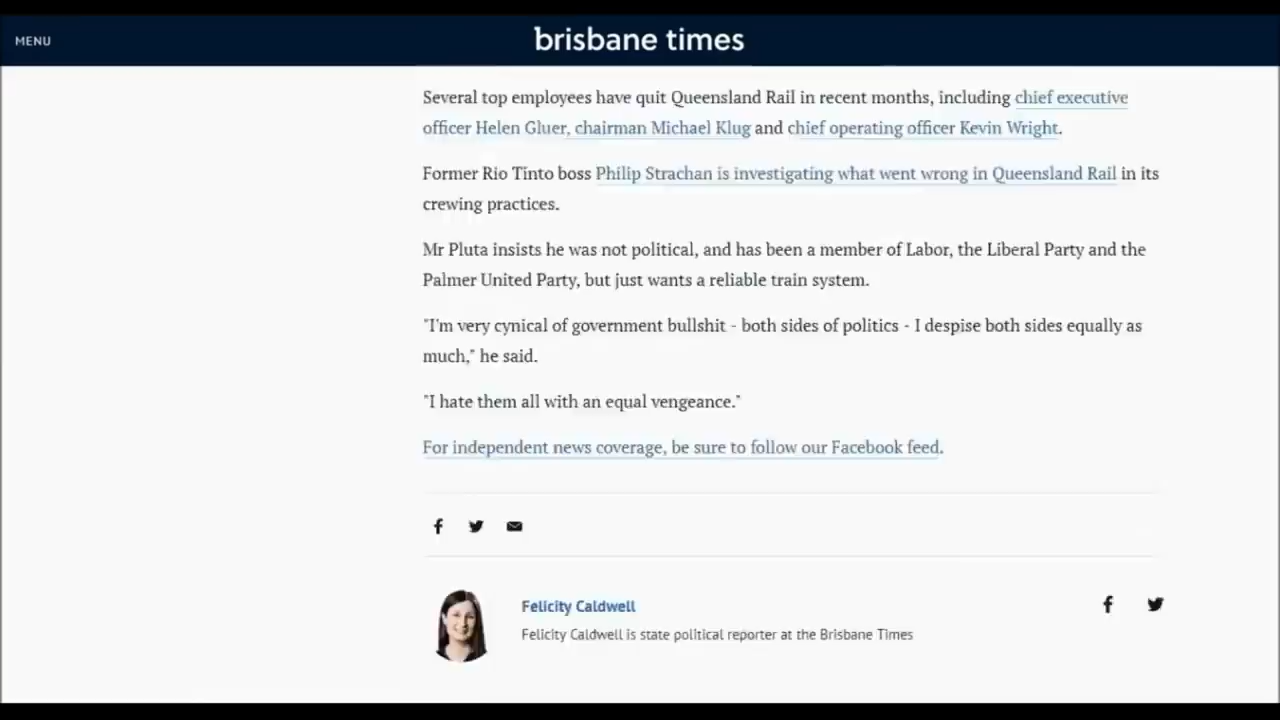 MENU
brisbane times
Several top employees have quit Queensland Rail in recent months, including chief executive
officer Helen Gluer, chairman Michael Klug and chief operating officer Kevin Wright.
Former Rio Tinto boss Philip Strachan is investigating what went wrong in Queensland Rail in its
crewing practices.
Mr Pluta insists he was not political, and has been a member of Labor, the Liberal Party and the
Palmer United Party, but just wants a reliable train system.
"I'm very cynical of government bullshit - both sides of politics - I despise both sides equally as
much," he said.
"I hate them all with an equal vengeance."
For independent news coverage, be sure to follow our Facebook feed.
Felicity Caldwell
Felicity Caldwell is state political reporter at the Brisbane Times